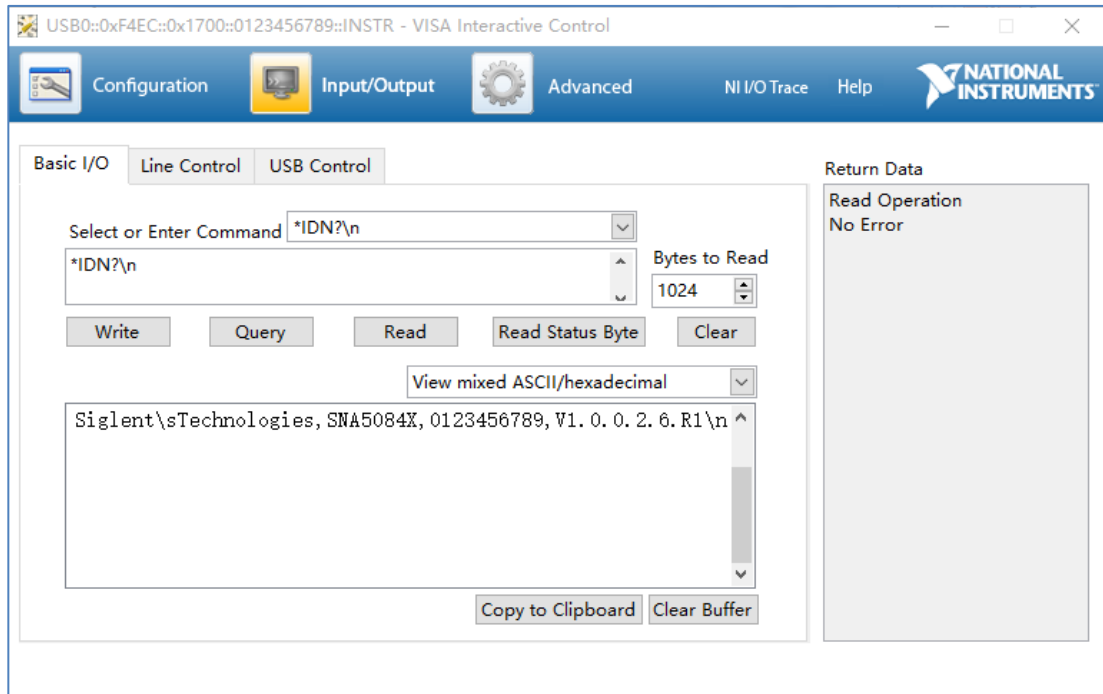 USB0::0xF4EC::0x1700::0123456789::INSTR - VISA Interactive Control
Configuration
Input/Output
Advanced
NI I/O Trace
Help
NATIONAL
INSTRUMENTS
Basic I/O
Line Control
USB Control
Select or Enter Command
*IDN?\n
*IDN?\n
Bytes to Read
1024
Write
Query
Read
Read Status Byte
Clear
View mixed ASCII/hexadecimal
Siglent\sTechnologies,SNA5084X,0123456789,V1.0.0.2.6.R1\n
Copy to Clipboard
Clear Buffer
Return Data
Read Operation
No Error